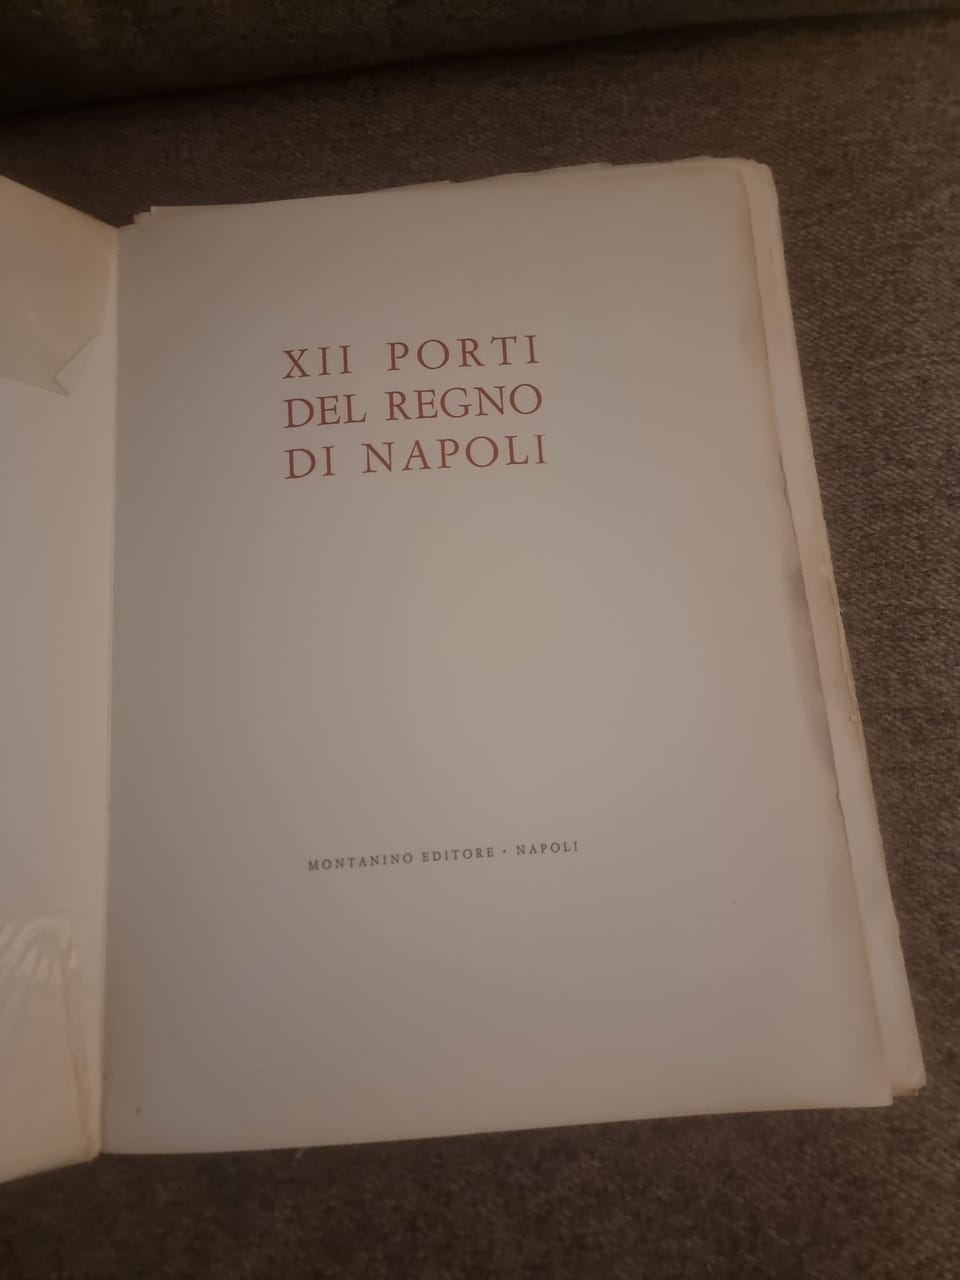 XII PORTI
DEL REGNO
DI NAPOLI
MONTANINO EDITORE · NAPOLI